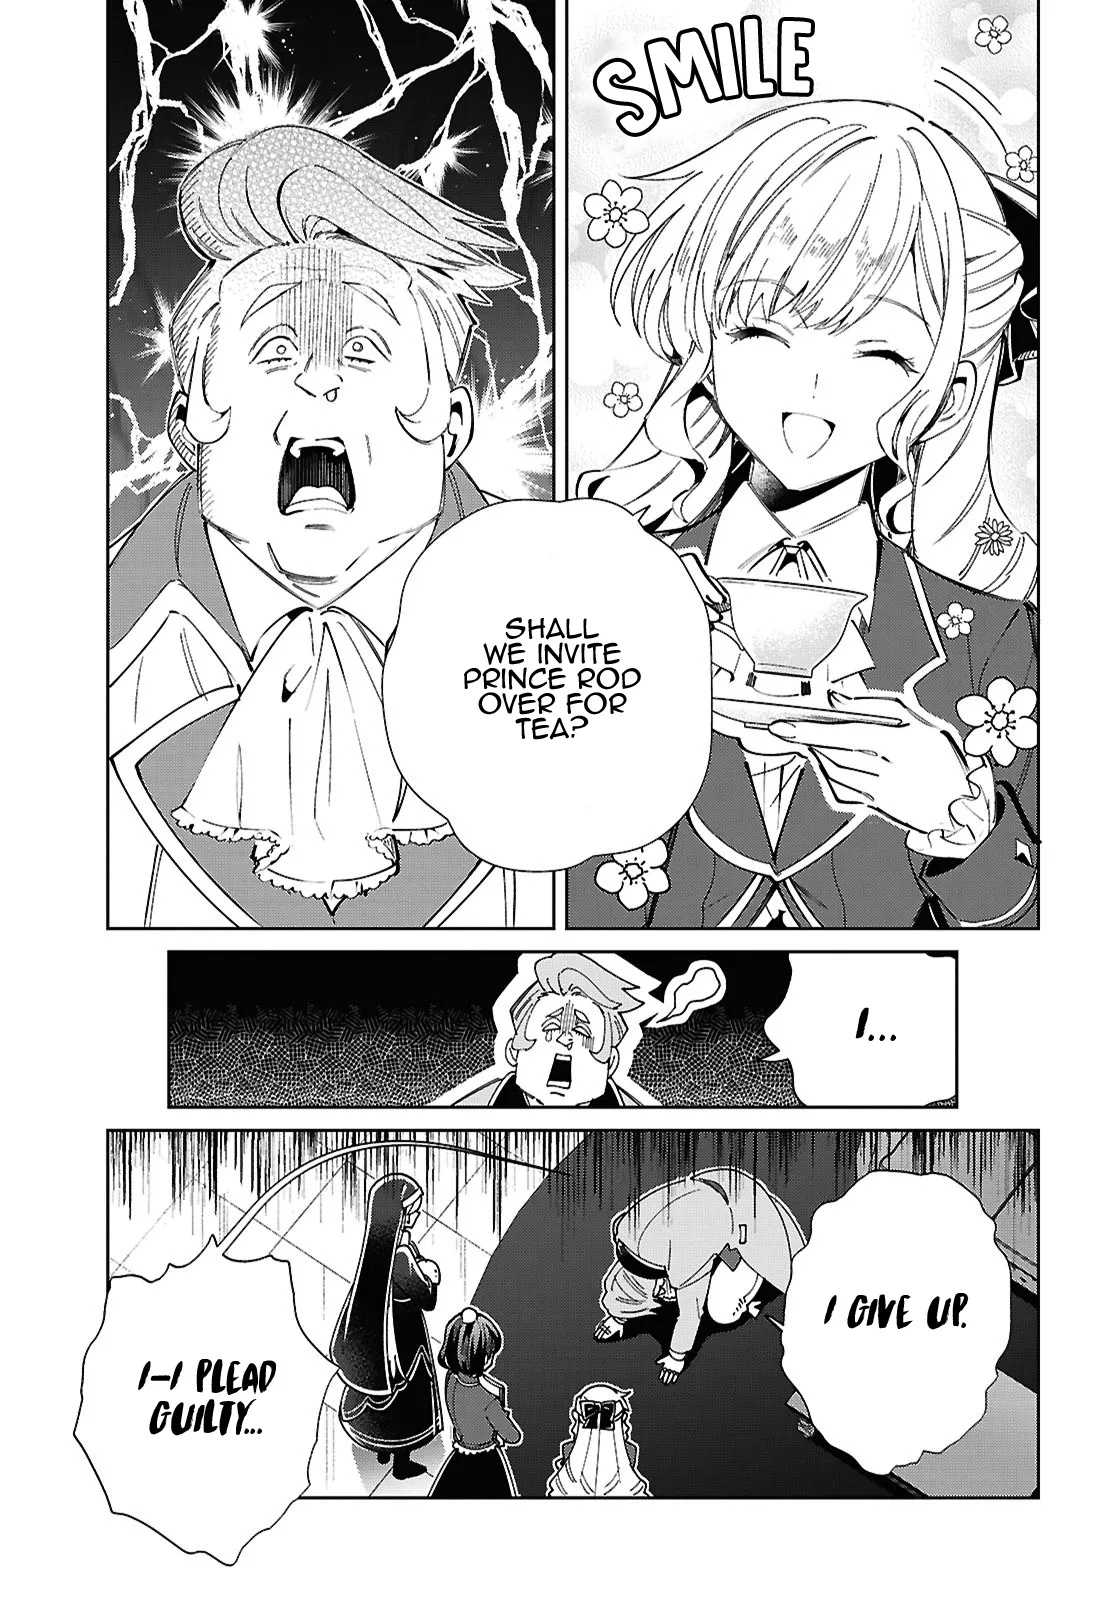 SMILE
SHALL
WE INVITE
PRINCE ROD
OVER FOR
TEA?
I...
I GIVE UP.
I-I PLEAD
GUILTY...